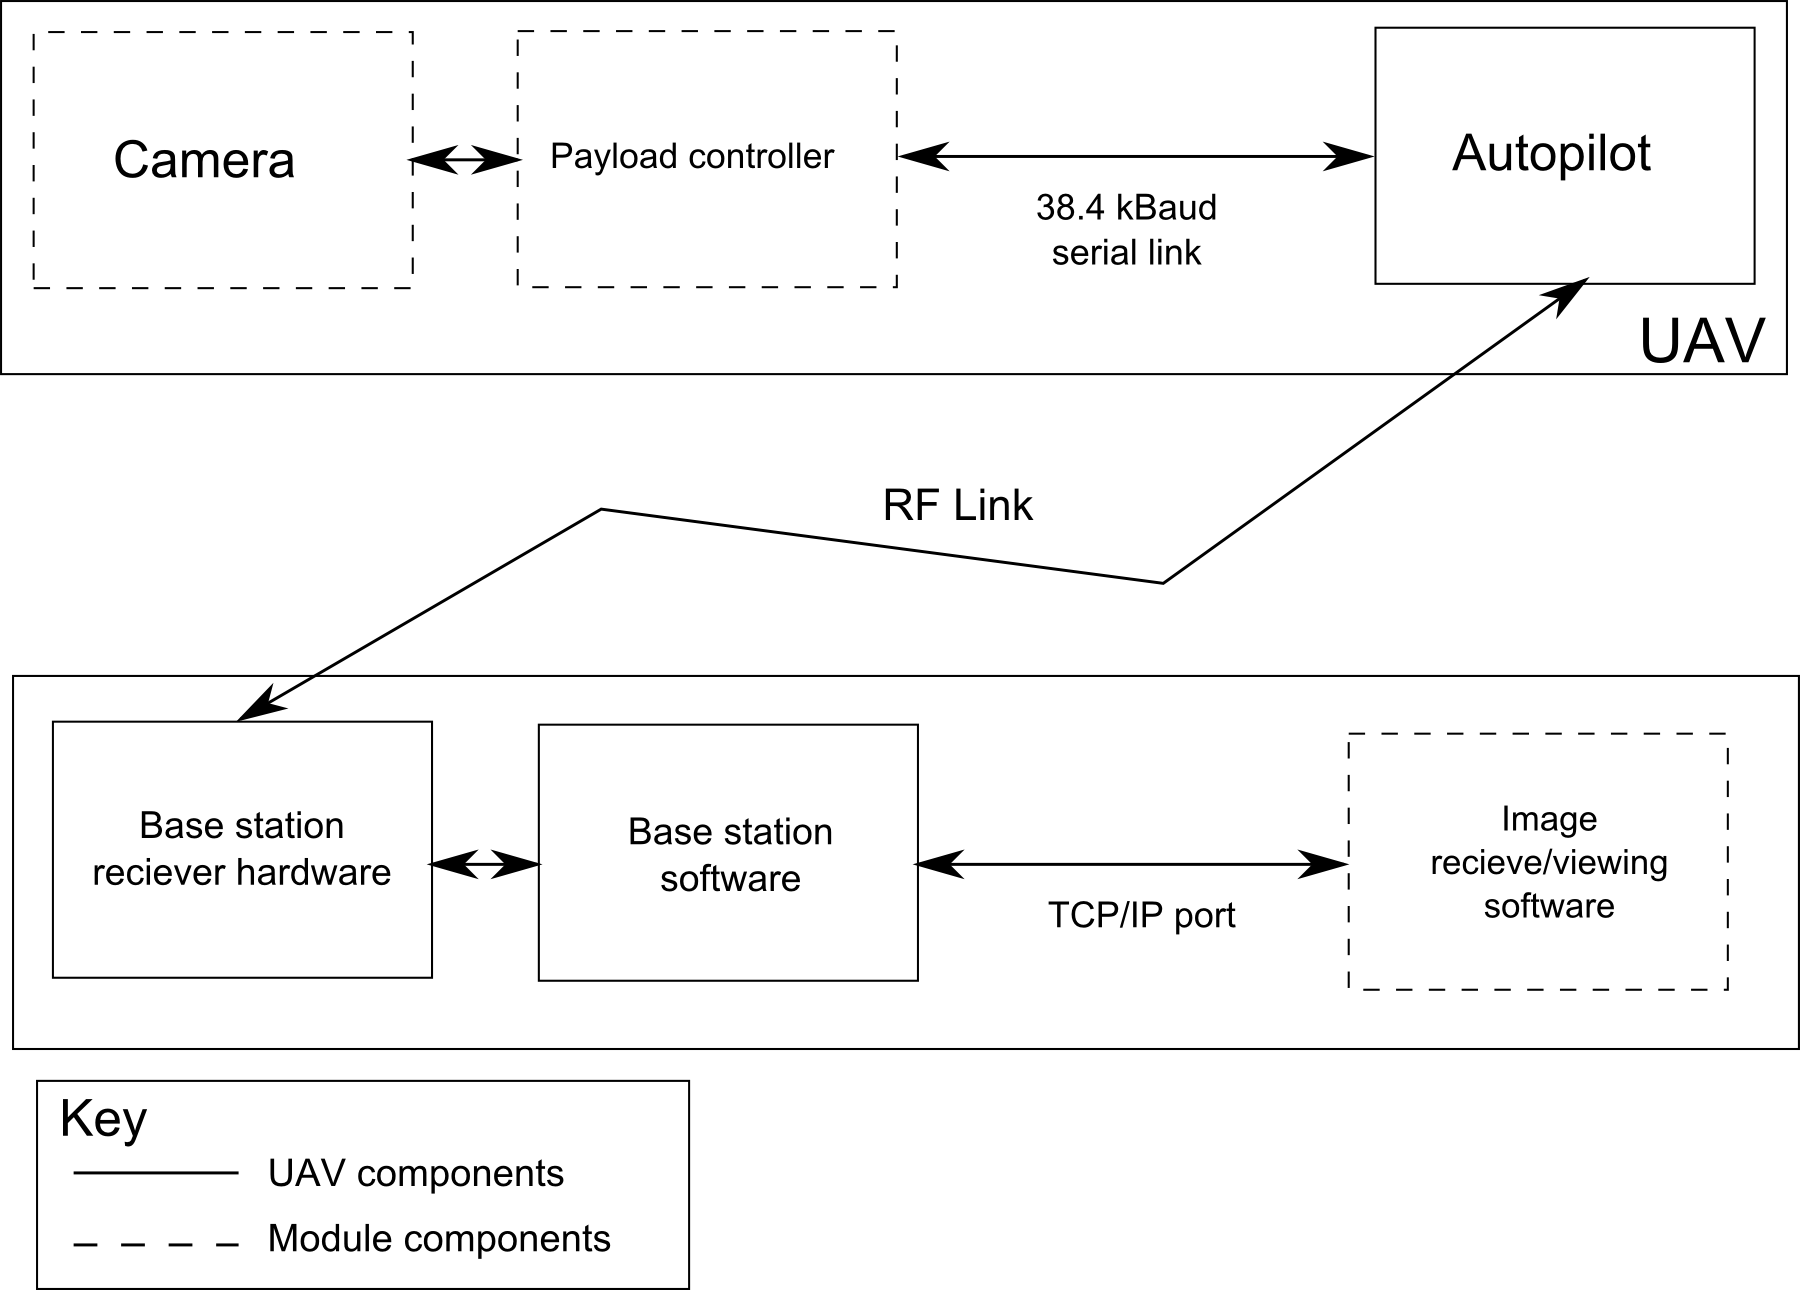 Camera
Payload controller
Autopilot
38.4 kBaud
serial link
UAV
RF Link
Base station
reciever hardware
Base station
software
TCP/IP port
Image
recieve/viewing
software
Key
UAV components
Module components